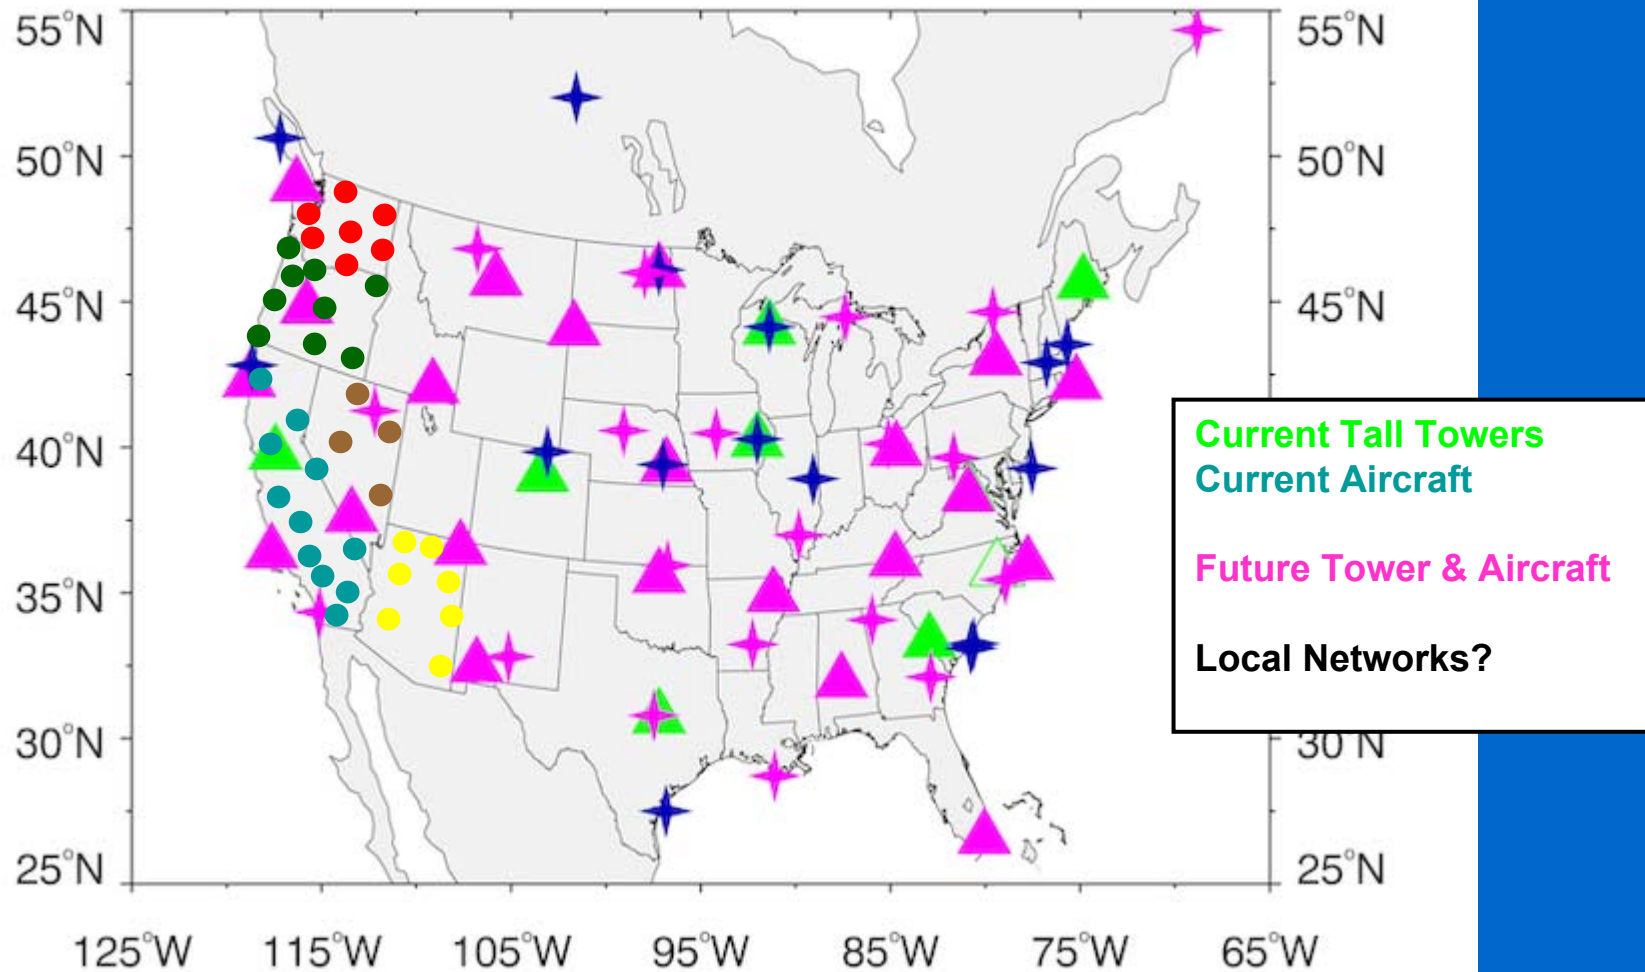 55°N
55°N
50°N
50°N
45°N
45°N
Current Tall Towers
40°N
Current Aircraft
Future Tower & Aircraft
35°N
Local Networks?
30°N
30°N
25°N
25°N
125°W 115°W 105°W 95°W 85°W 75°W 65°W